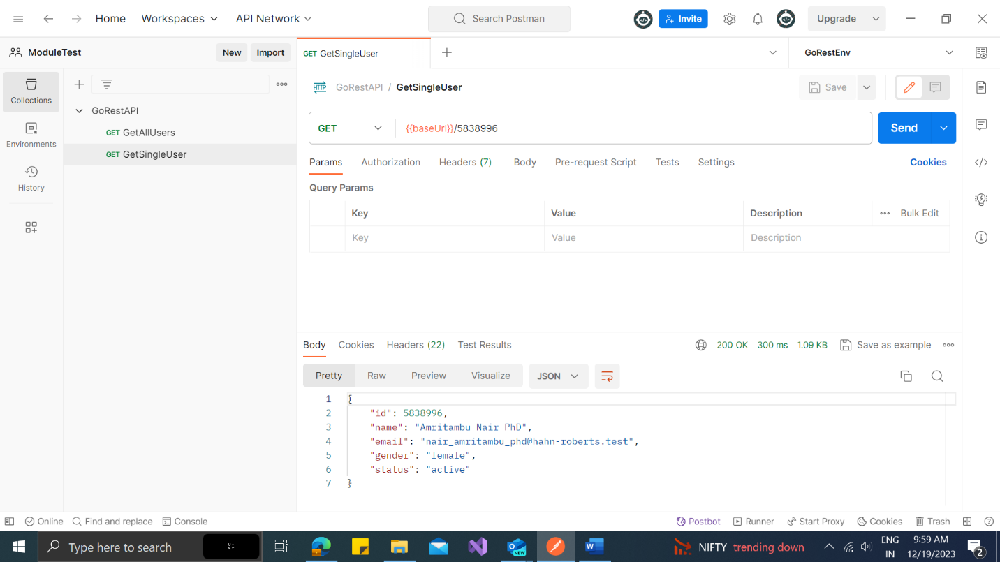 Home Workspaces API Network Search Postman Invite Upgrade
ModuleTest New Import GET GetSingleUser GoRestEnv
Collections
Environments
History
GoRestAPI
GET GetAllUsers
GET GetSingleUser
HTTP GoRestAPI / GetSingleUser Save
GET {{baseUrl}}/5838996 Send
Params Authorization Headers (7) Body Pre-request Script Tests Settings Cookies
Query Params
Key Value Description Bulk Edit
Key Value Description
Body Cookies Headers (22) Test Results 200 OK 300 ms 1.09 KB Save as example
Pretty Raw Preview Visualize JSON
1 {
2 "id": 5838996,
3 "name": "Amritambu Nair PhD",
4 "email": "nair_amritambu_phd@hahn-roberts.test",
5 "gender": "female",
6 "status": "active"
7 }
Online Find and replace Console Postbot Runner Start Proxy Cookies Trash
Type here to search NEW W NIFTY trending down ENG 9:59 AM
IN 12/19/2023 2